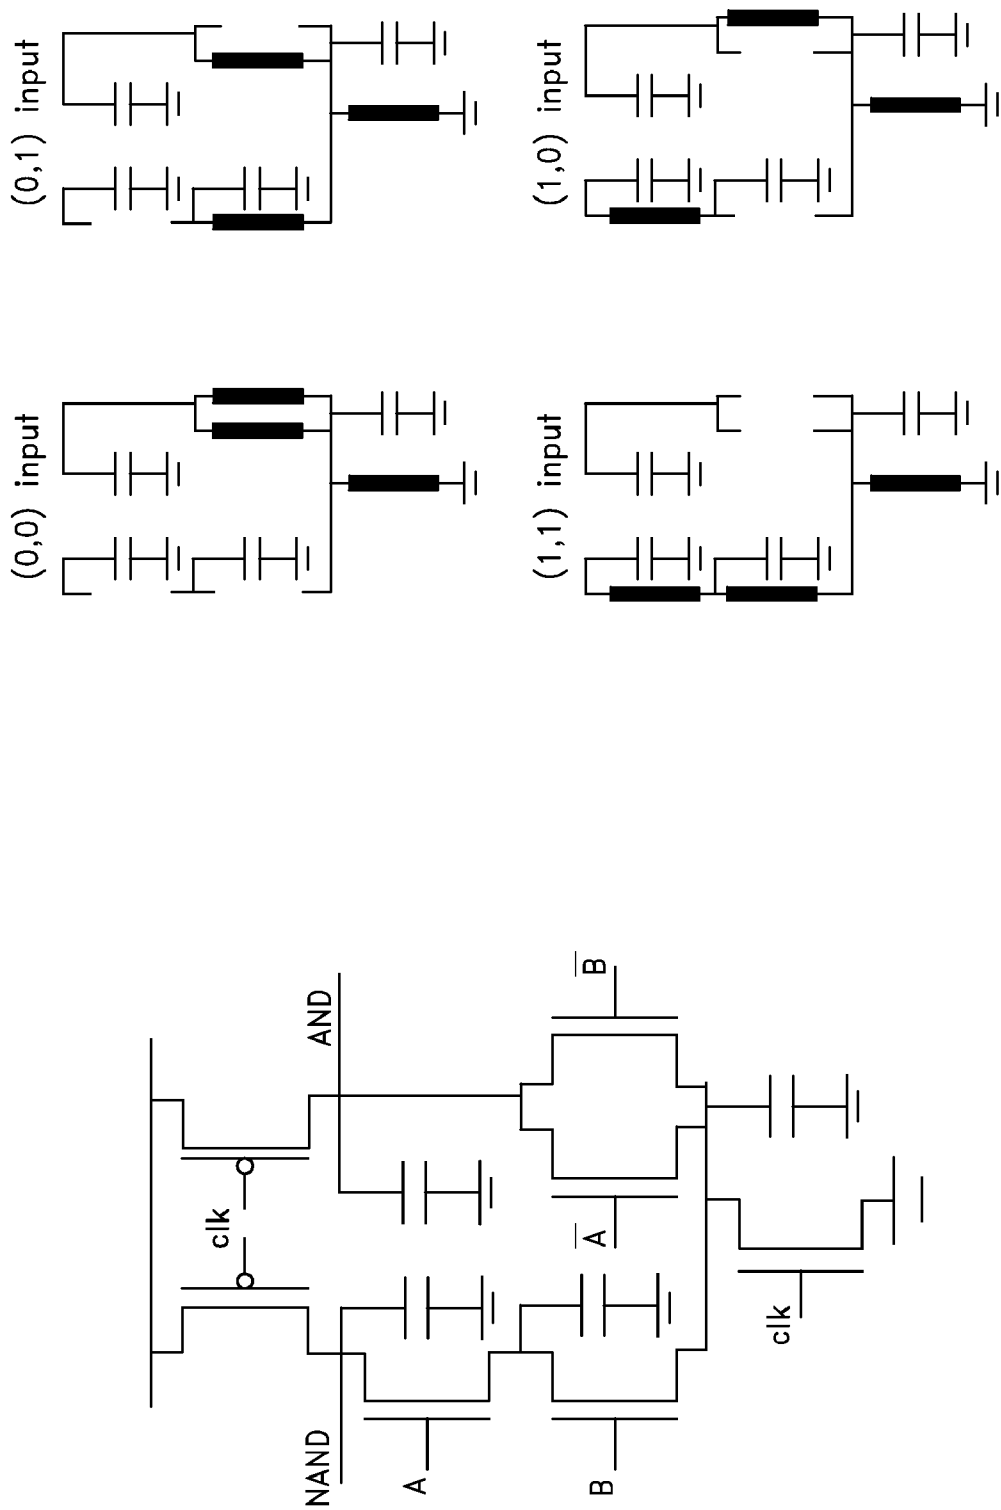 (0,1) input
(1,0) input
(0,0) input
(1,1) input
AND
B
clk
A
NAND
A
B
clk